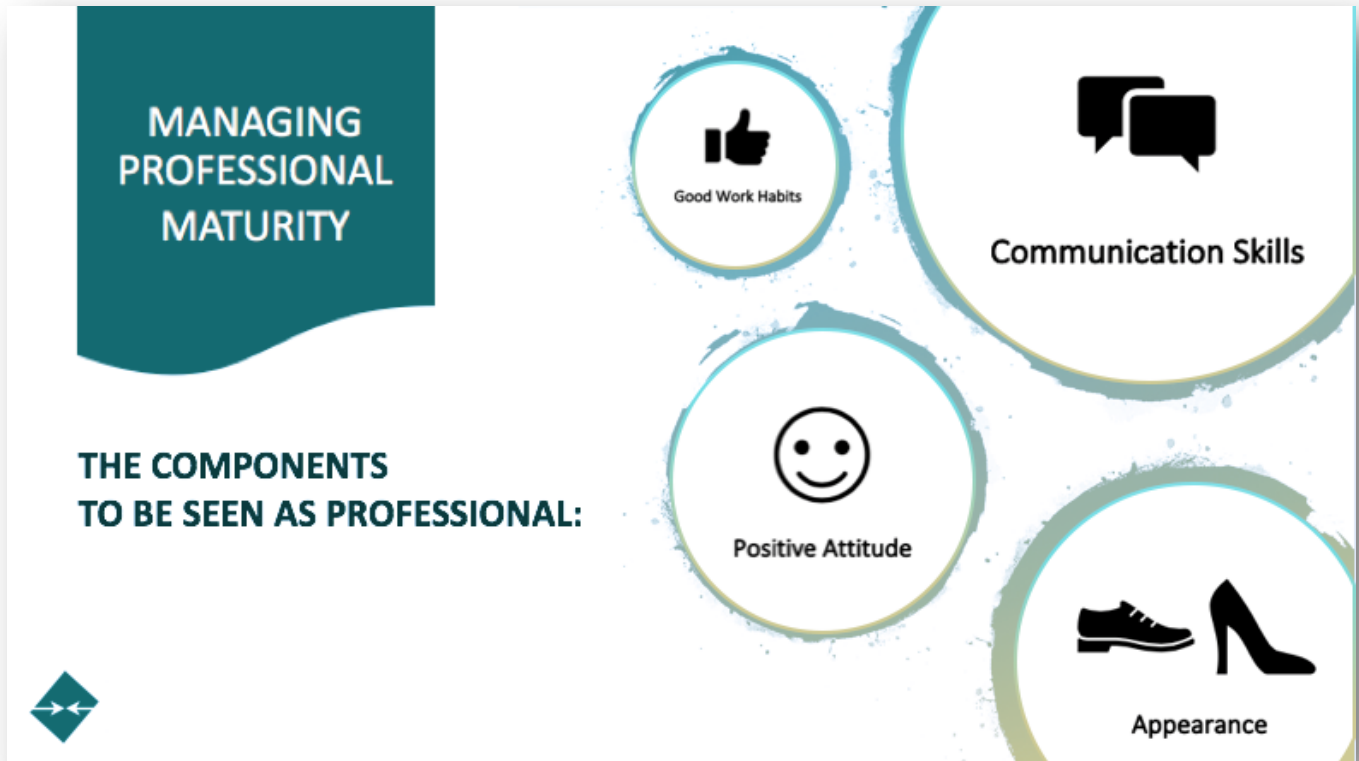 MANAGING
PROFESSIONAL
MATURITY
THE COMPONENTS
TO BE SEEN AS PROFESSIONAL:
Good Work Habits
Communication Skills
Positive Attitude
Appearance